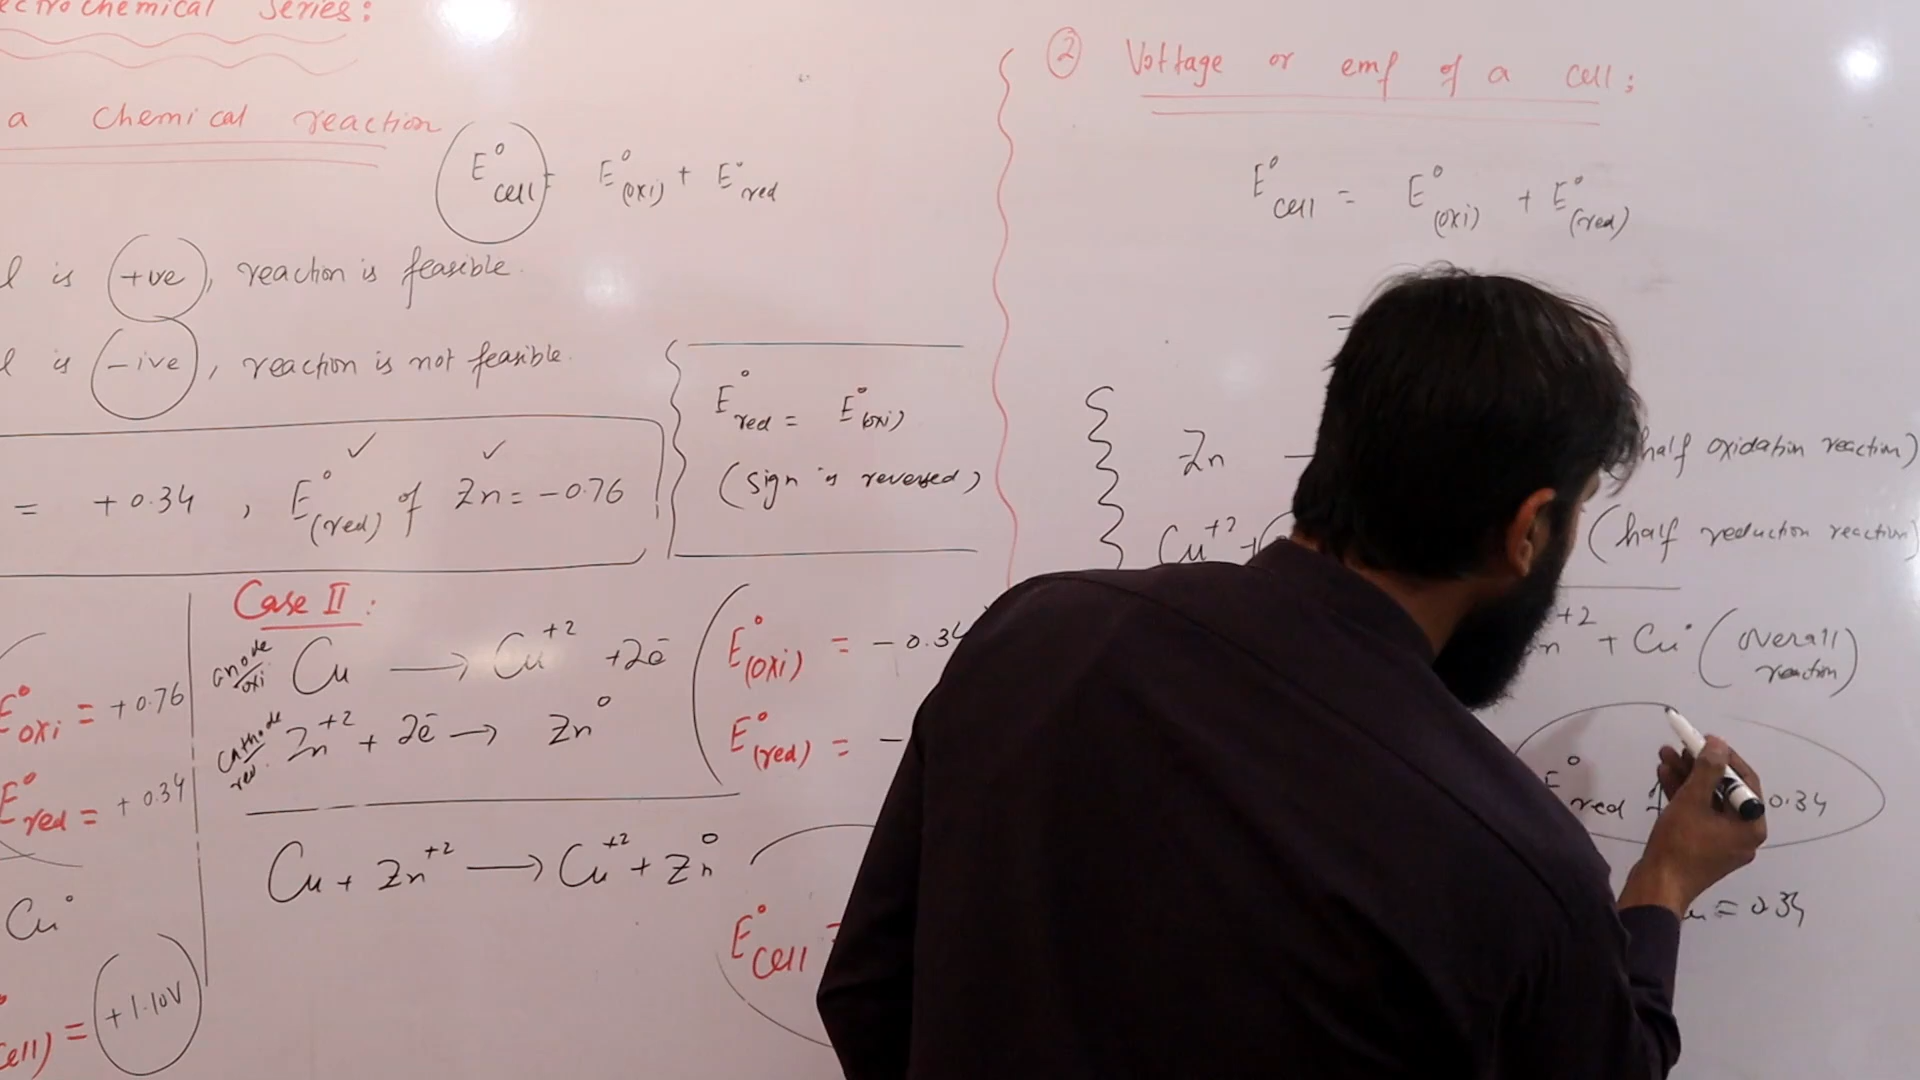 Series:
a chemical reaction
E°cell = E°(oxi) + E°red
is +ve, reaction is feasible.
is -ive, reaction is not feasible.
= +0.34, E°(red) of Zn = -0.76
E°red = E°(oxi)
(sign is reversed)
E°oxi = +0.76
E°red = +0.34
Cu°
= +1.10V
Case II:
anode oxi. Cu → Cu+2 + 2ē
cathode red. Zn+2 + 2ē → Zn°
Cu + Zn+2 → Cu+2 + Zn°
E°(oxi) = -0.34
E°(red) = -
E°cell =
② Voltage or emf of a cell:
E°cell = E°(oxi) + E°(red)
=
Zn (half oxidation reaction)
Cu+2 + (half reduction reaction)
+2 + Cu° (overall reaction)
E°red 0.34
= 0.34